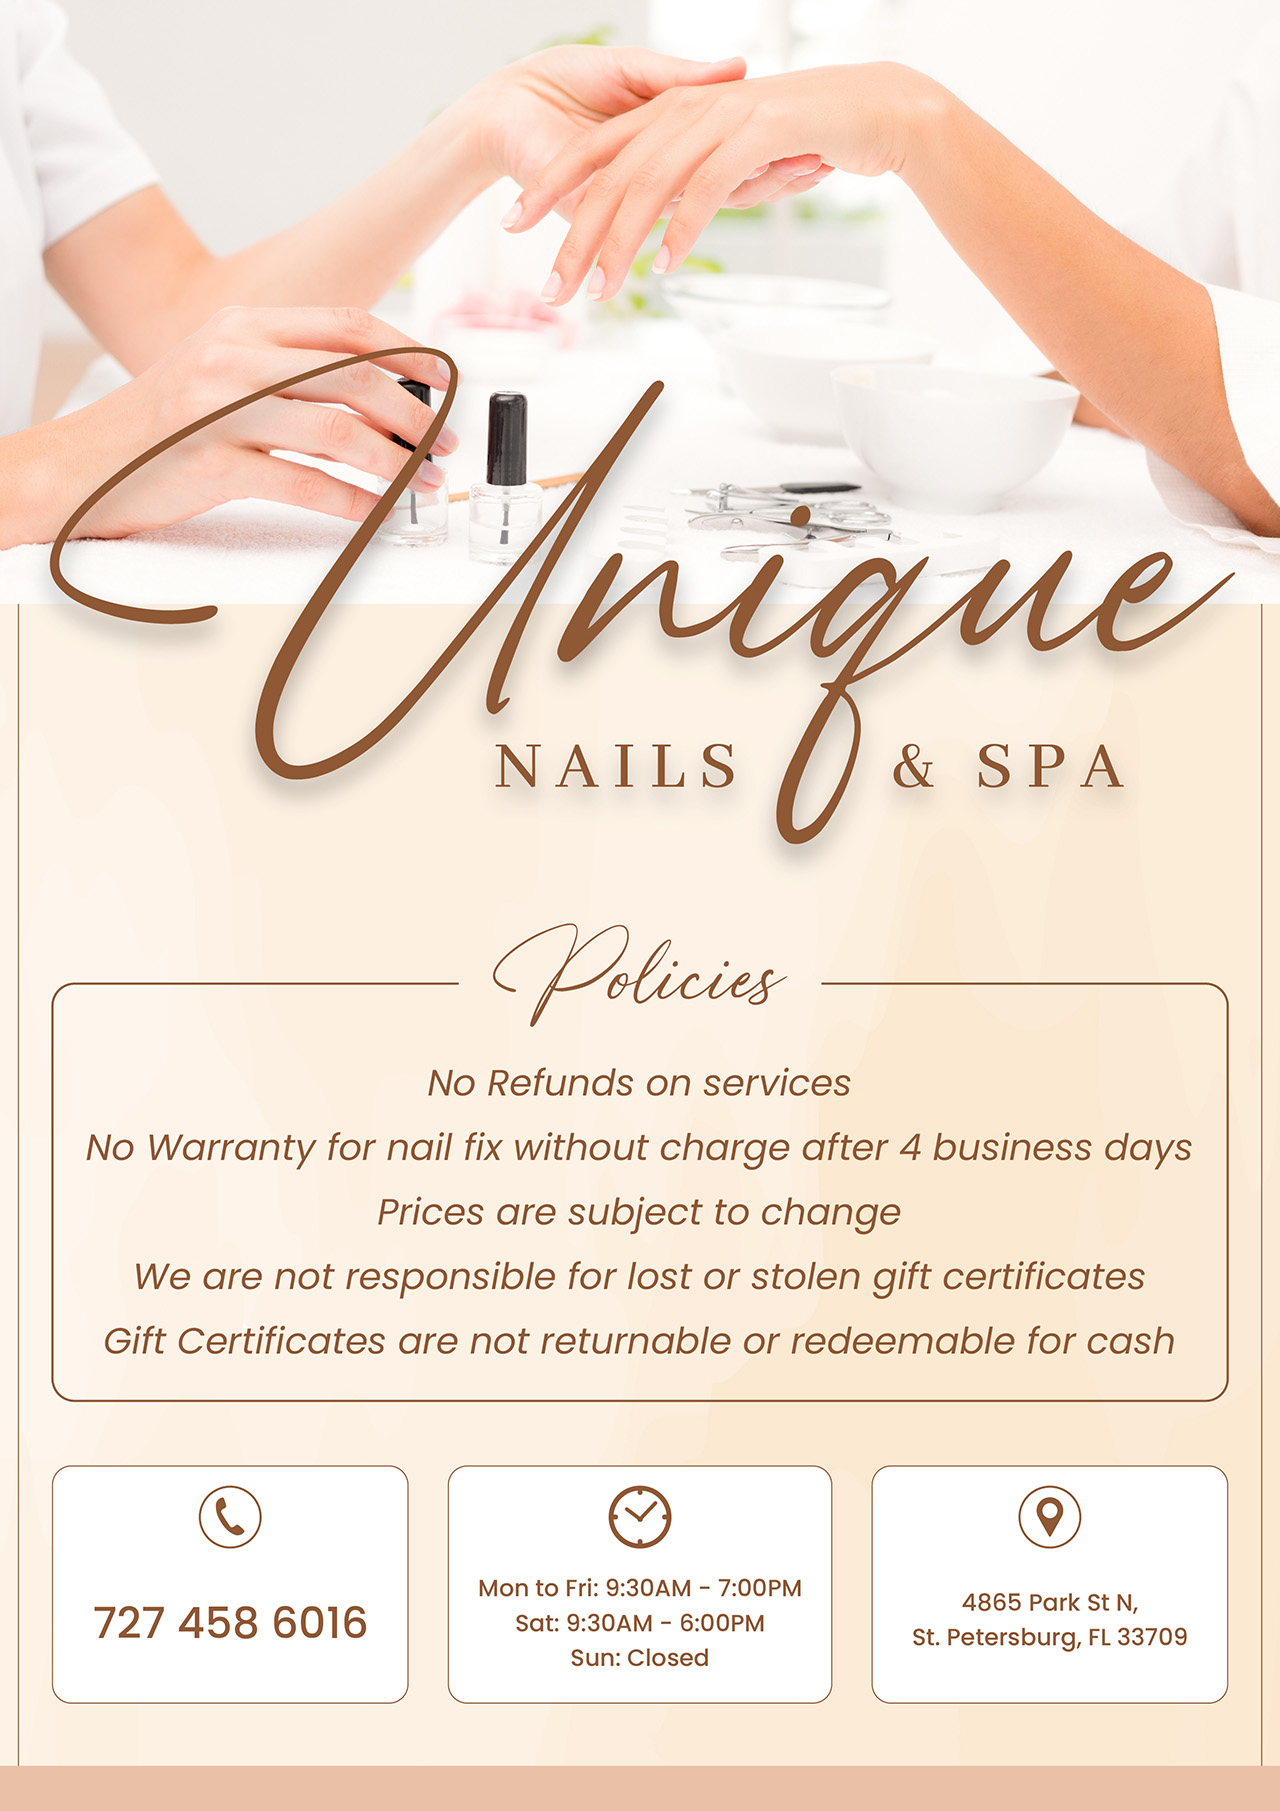 Unique
NAILS & SPA
Policies
No Refunds on services
No Warranty for nail fix without charge after 4 business days
Prices are subject to change
We are not responsible for lost or stolen gift certificates
Gift Certificates are not returnable or redeemable for cash
727 458 6016
Mon to Fri: 9:30AM - 7:00PM
Sat: 9:30AM - 6:00PM
Sun: Closed
4865 Park St N,
St. Petersburg, FL 33709